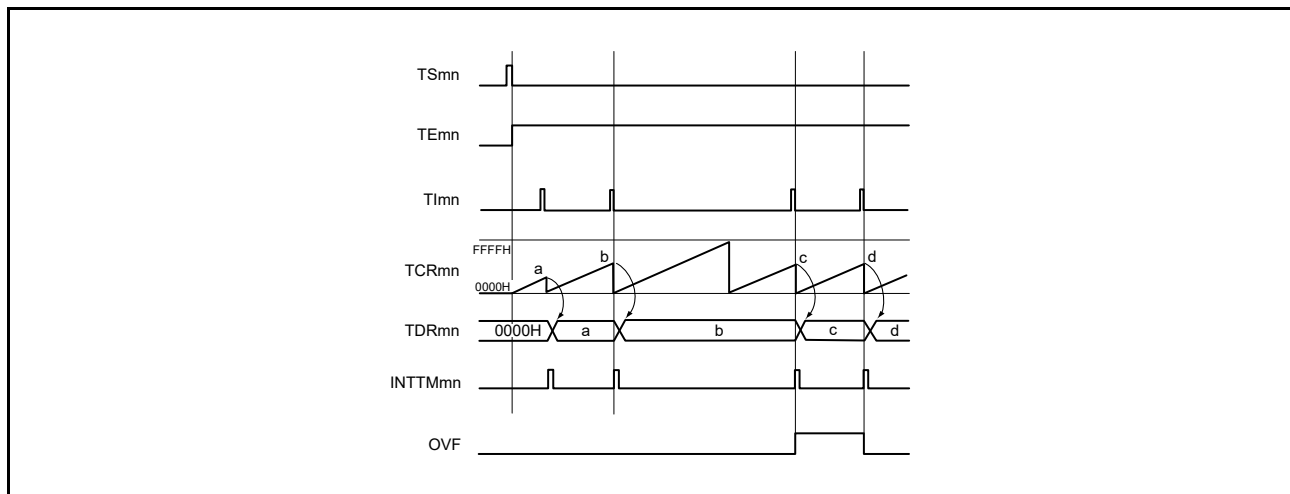 TSmn
TEmn
TImn
FFFFH
TCRmn
0000H
a
b
c
d
TDRmn
0000H a b c d
INTTMmn
OVF